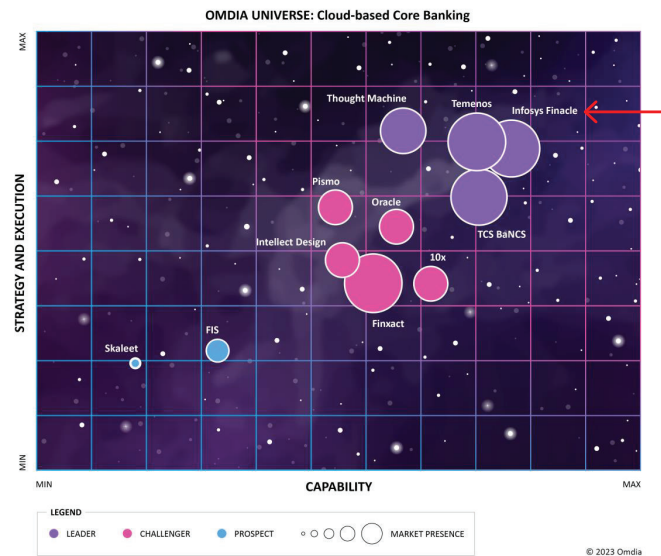 OMDIA UNIVERSE: Cloud-based Core Banking
MAX
STRATEGY AND EXECUTION
MIN
Thought Machine
Temenos
Infosys Finacle
Pismo
Oracle
TCS BaNCS
Intellect Design
10x
Finxact
FIS
Skaleet
MIN
CAPABILITY
MAX
LEGEND
LEADER
CHALLENGER
PROSPECT
MARKET PRESENCE
© 2023 Omdia